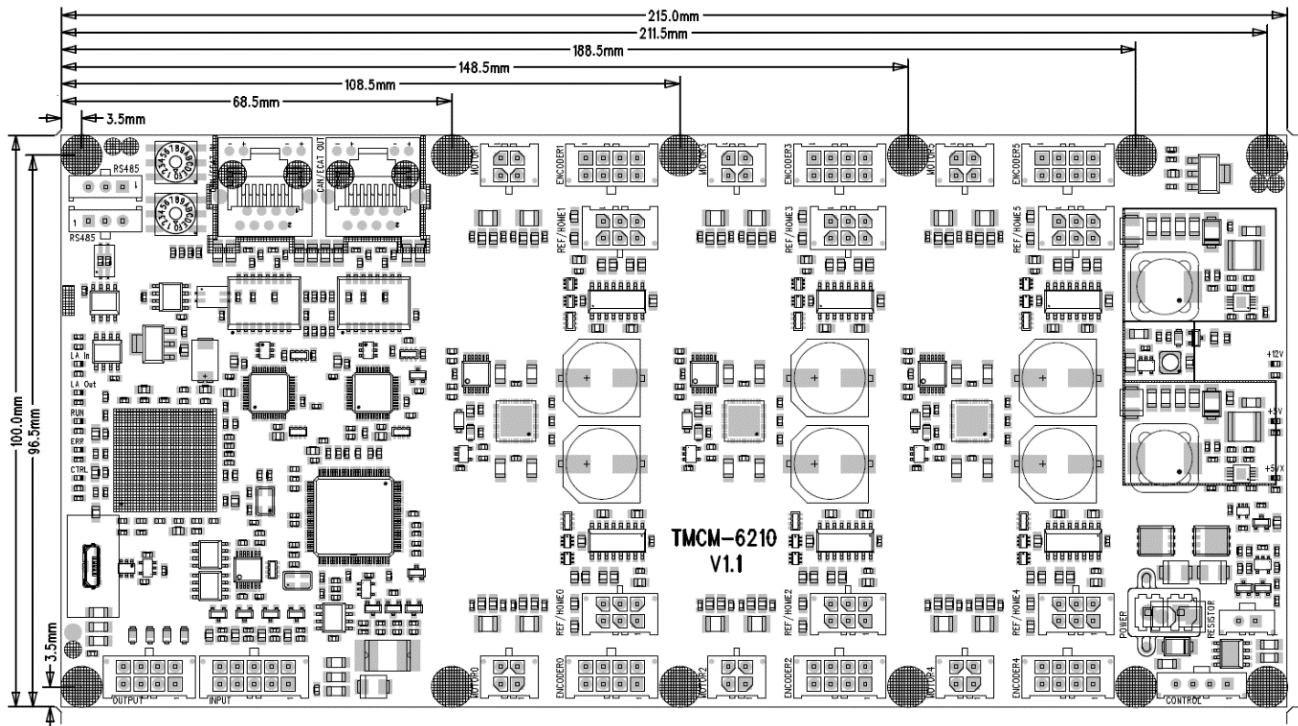 215.0mm
211.5mm
188.5mm
148.5mm
108.5mm
68.5mm
3.5mm
100.0mm
96.5mm
3.5mm
RS485
RS485
CAN/ECAT OUT
MOTOR1
ENCODER1
MOTOR3
ENCODER3
MOTOR5
ENCODER5
REF/HOME1
REF/HOME3
REF/HOME5
LA In
LA Out
RUN
ERR
CTRL
+12V
+5V
+5VX
TMCM-6210
V1.1
REF/HOME0
REF/HOME2
REF/HOME4
POWER
RESISTOR
MOTOR0
ENCODER0
MOTOR2
ENCODER2
MOTOR4
ENCODER4
OUTPUT
INPUT
CONTROL